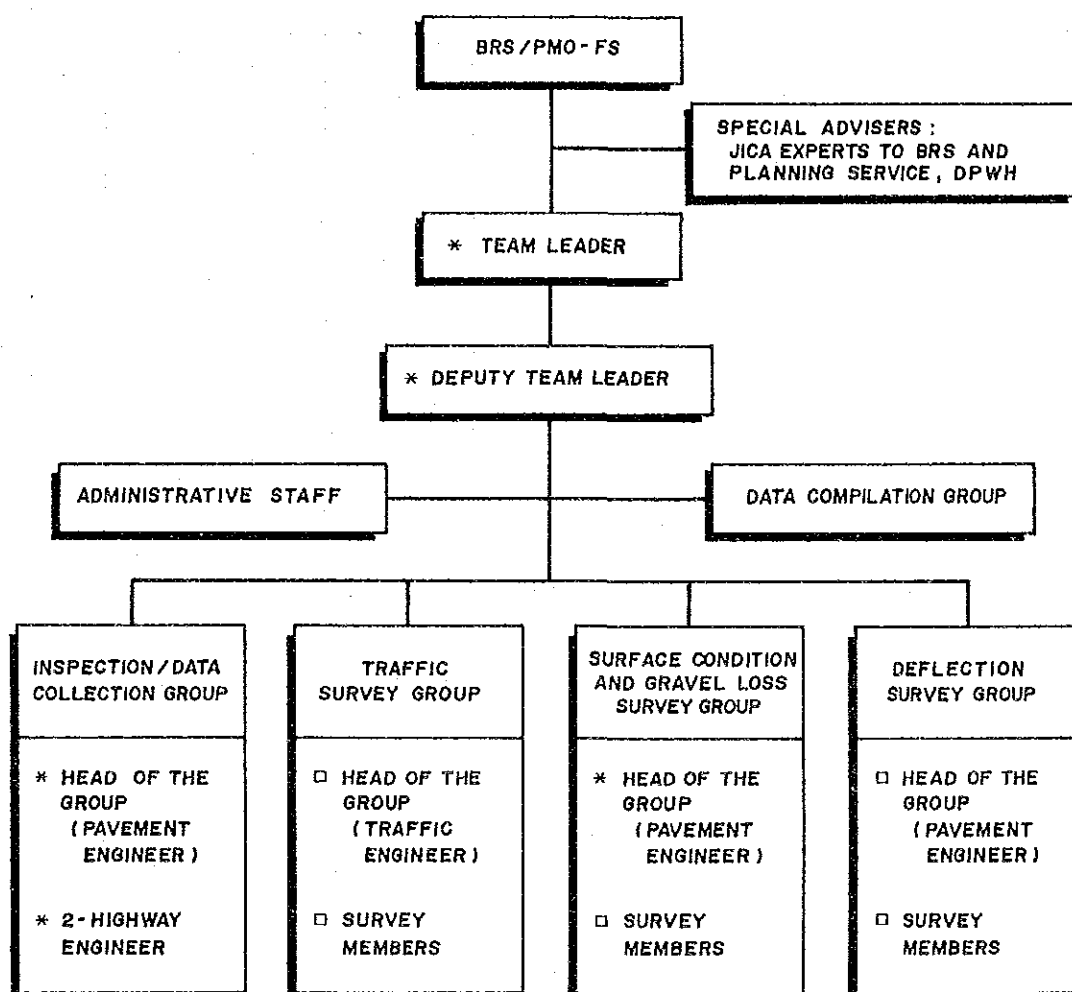 BRS/PMO-FS
SPECIAL ADVISERS:
JICA EXPERTS TO BRS AND
PLANNING SERVICE, DPWH
* TEAM LEADER
* DEPUTY TEAM LEADER
ADMINISTRATIVE STAFF
DATA COMPILATION GROUP
INSPECTION/DATA
COLLECTION GROUP
* HEAD OF THE
GROUP
(PAVEMENT
ENGINEER)
* 2-HIGHWAY
ENGINEER
TRAFFIC
SURVEY GROUP
□ HEAD OF THE
GROUP
(TRAFFIC
ENGINEER)
□ SURVEY
MEMBERS
SURFACE CONDITION
AND GRAVEL LOSS
SURVEY GROUP
* HEAD OF THE
GROUP
(PAVEMENT
ENGINEER)
□ SURVEY
MEMBERS
DEFLECTION
SURVEY GROUP
□ HEAD OF THE
GROUP
(PAVEMENT
ENGINEER)
□ SURVEY
MEMBERS